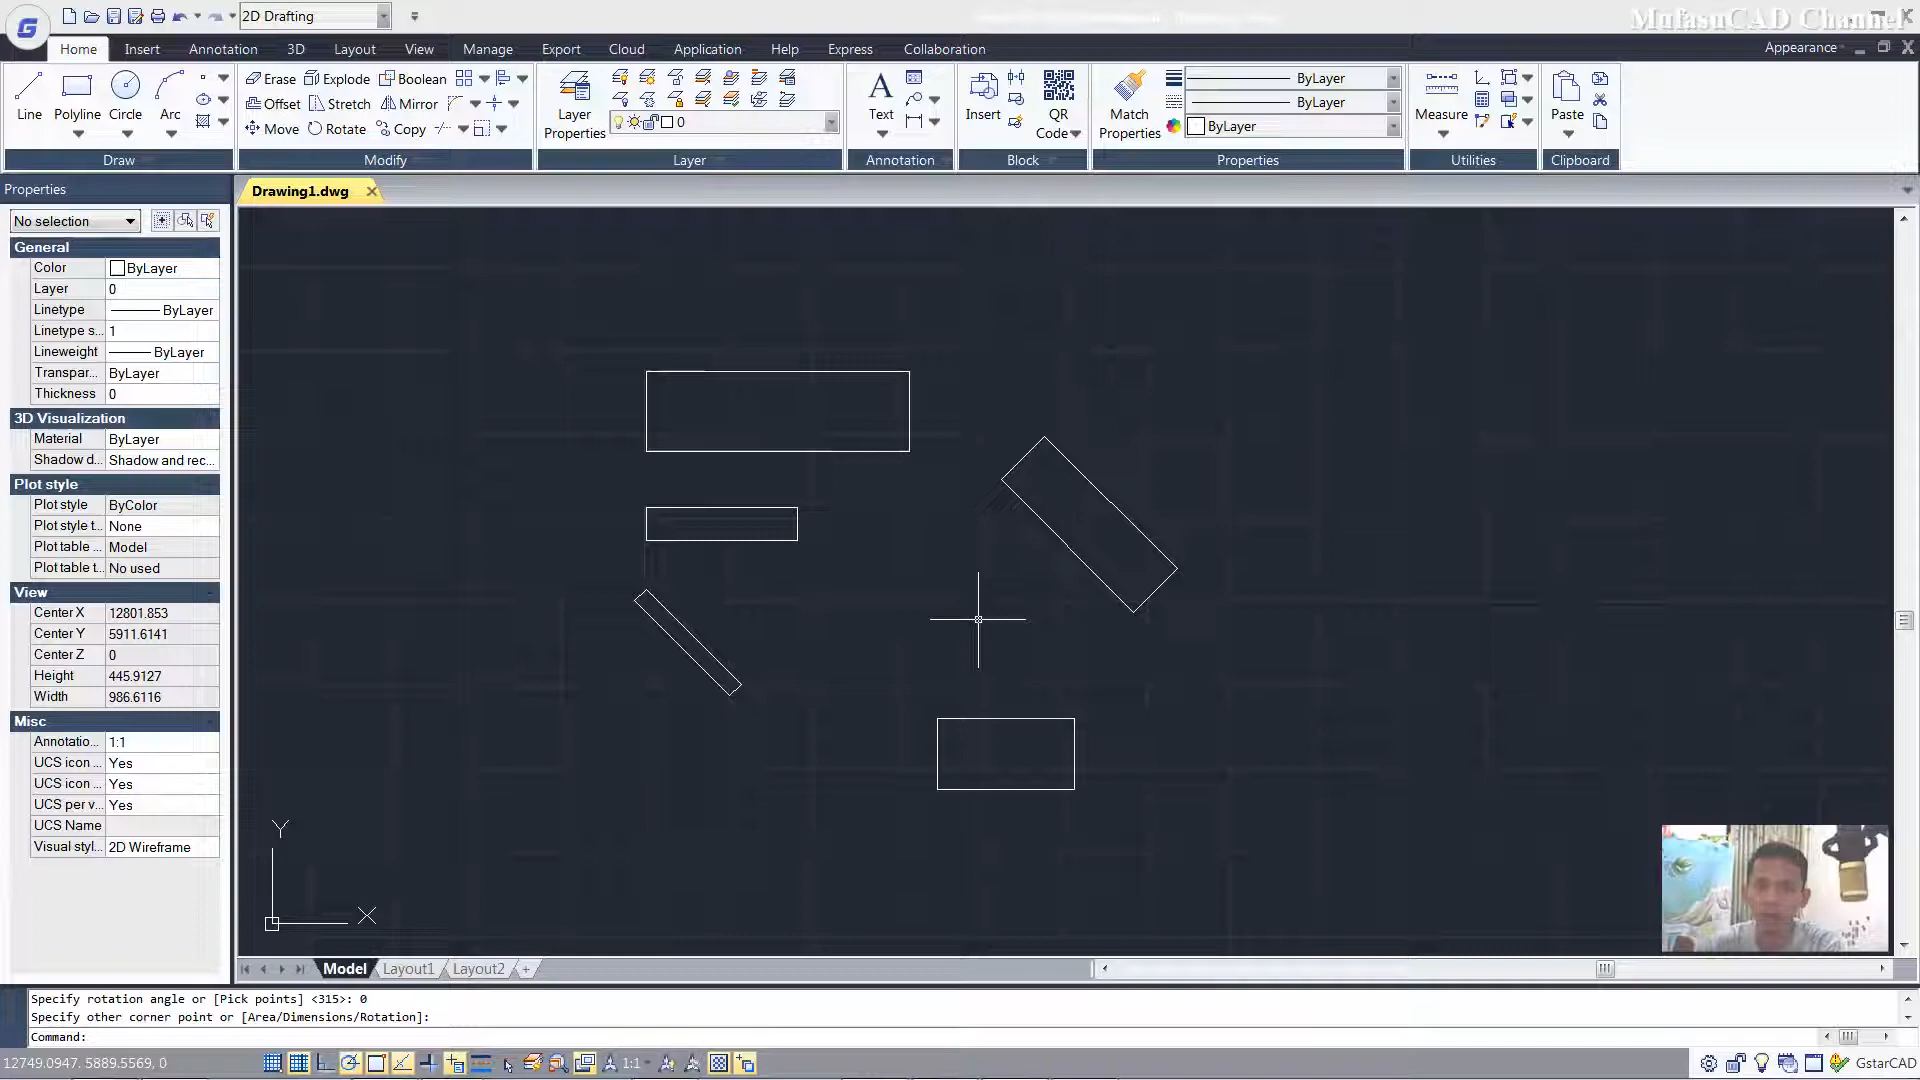 2D Drafting
MufasuCAD Channel
Home Insert Annotation 3D Layout View Manage Export Cloud Application Help Express Collaboration
Appearance
Line Polyline Circle Arc
Draw
Erase Explode Boolean
Offset Stretch Mirror
Move Rotate Copy
Modify
Layer Properties
0
Layer
Text
Annotation
Insert QR Code
Block
Match Properties
ByLayer
ByLayer
ByLayer
Properties
Measure
Utilities
Paste
Clipboard
Properties
Drawing1.dwg
No selection
General
Color ByLayer
Layer 0
Linetype ByLayer
Linetype s... 1
Lineweight ByLayer
Transpar... ByLayer
Thickness 0
3D Visualization
Material ByLayer
Shadow d... Shadow and rec...
Plot style
Plot style ByColor
Plot style t... None
Plot table ... Model
Plot table t... No used
View
Center X 12801.853
Center Y 5911.6141
Center Z 0
Height 445.9127
Width 986.6116
Misc
Annotatio... 1:1
UCS icon ... Yes
UCS icon ... Yes
UCS per v... Yes
UCS Name
Visual styl... 2D Wireframe
Y
X
Model Layout1 Layout2 +
Specify rotation angle or [Pick points] <315>: 0
Specify other corner point or [Area/Dimensions/Rotation]:
Command:
12749.0947, 5889.5569, 0
1:1
GstarCAD